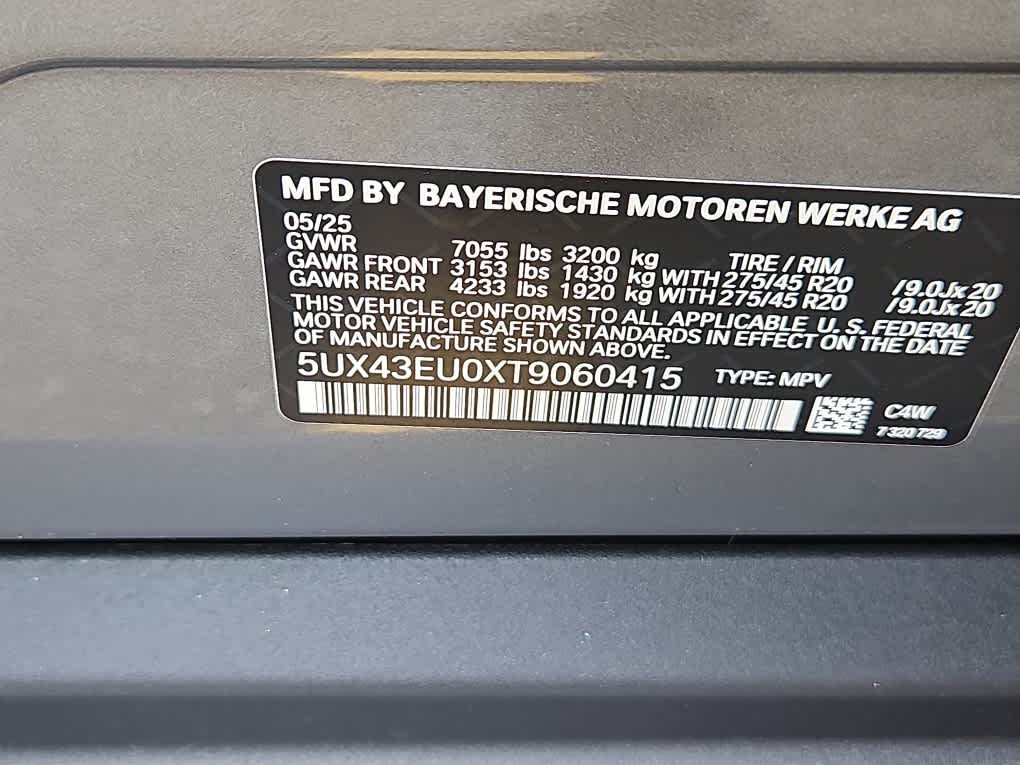 MFD BY BAYERISCHE MOTOREN WERKE AG
05/25
GVWR 7055 lbs 3200 kg TIRE / RIM
GAWR FRONT 3153 lbs 1430 kg WITH 275/45 R20 /9.0Jx20
GAWR REAR 4233 lbs 1920 kg WITH 275/45 R20 /9.0Jx20
THIS VEHICLE CONFORMS TO ALL APPLICABLE U.S. FEDERAL
MOTOR VEHICLE SAFETY STANDARDS IN EFFECT ON THE DATE
OF MANUFACTURE SHOWN ABOVE.
5UX43EU0XT9060415 TYPE: MPV
C4W
7 320 729